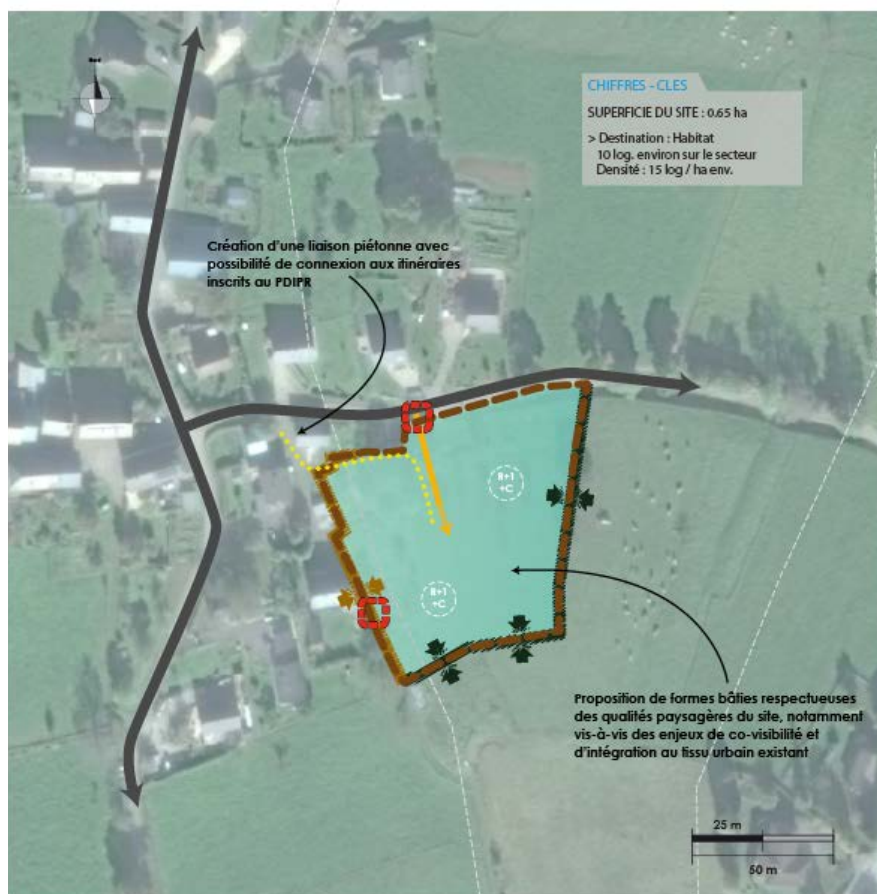 Nord
CHIFFRES - CLES
SUPERFICIE DU SITE : 0.65 ha
> Destination : Habitat
10 log. environ sur le secteur
Densité : 15 log / ha env.
Création d'une liaison piétonne avec
possibilité de connexion aux itinéraires
inscrits au PDIPR
R+1
+C
R+1
+C
Proposition de formes bâties respectueuses
des qualités paysagères du site, notamment
vis-à-vis des enjeux de co-visibilité et
d'intégration au tissu urbain existant
25 m
50 m